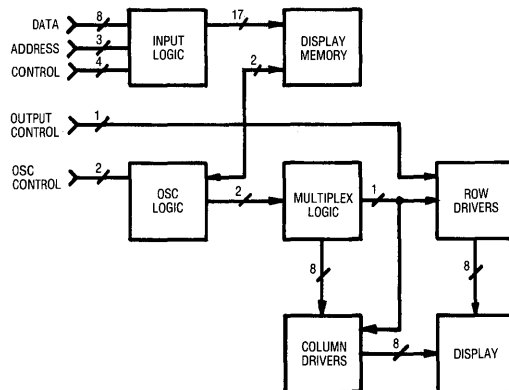 DATA
8
ADDRESS
3
CONTROL
4
INPUT
LOGIC
17
2
DISPLAY
MEMORY
OUTPUT
CONTROL
1
OSC
CONTROL
2
OSC
LOGIC
2
MULTIPLEX
LOGIC
1
ROW
DRIVERS
8
8
COLUMN
DRIVERS
8
DISPLAY